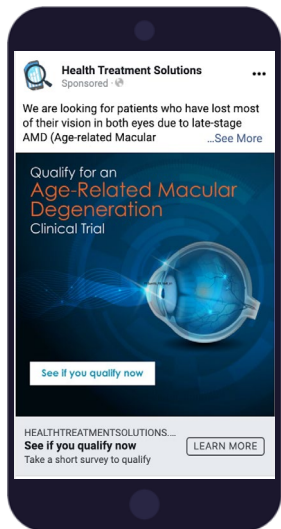 Health Treatment Solutions
Sponsored ·
We are looking for patients who have lost most
of their vision in both eyes due to late-stage
AMD (Age-related Macular ...See More
Qualify for an
Age-Related Macular
Degeneration
Clinical Trial
See if you qualify now
HEALTHTREATMENTSOLUTIONS....
See if you qualify now
LEARN MORE
Take a short survey to qualify